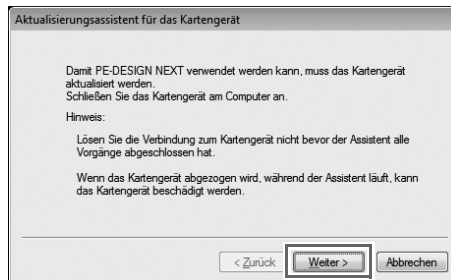 Aktualisierungsassistent für das Kartengerät
Damit PE-DESIGN NEXT verwendet werden kann, muss das Kartengerät
aktualisiert werden.
Schließen Sie das Kartengerät am Computer an.
Hinweis:
Lösen Sie die Verbindung zum Kartengerät nicht bevor der Assistent alle
Vorgänge abgeschlossen hat.
Wenn das Kartengerät abgezogen wird, während der Assistent läuft, kann
das Kartengerät beschädigt werden.
< Zurück Weiter > Abbrechen